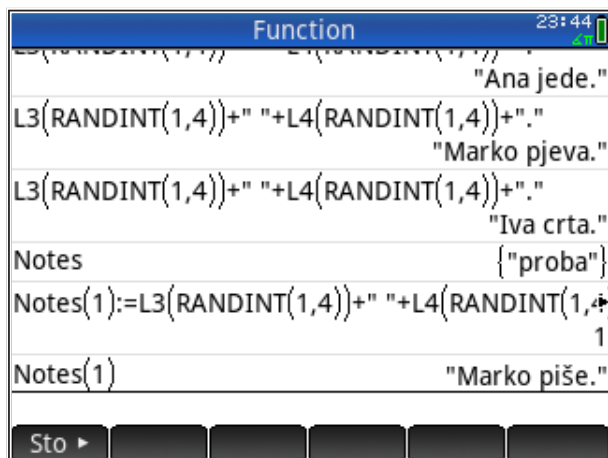 Function 23:44
"Ana jede."
L3(RANDINT(1,4))+" "+L4(RANDINT(1,4))+"."
"Marko pjeva."
L3(RANDINT(1,4))+" "+L4(RANDINT(1,4))+"."
"Iva crta."
Notes {"proba"}
Notes(1):=L3(RANDINT(1,4))+" "+L4(RANDINT(1,4
1
Notes(1) "Marko piše."
Sto ►